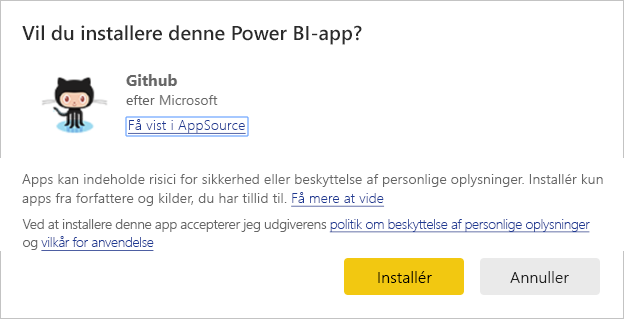 Vil du installere denne Power BI-app?
Github
efter Microsoft
Få vist i AppSource
Apps kan indeholde risici for sikkerhed eller beskyttelse af personlige oplysninger. Installér kun
apps fra forfattere og kilder, du har tillid til. Få mere at vide
Ved at installere denne app accepterer jeg udgiverens politik om beskyttelse af personlige oplysninger
og vilkår for anvendelse
Installér
Annuller